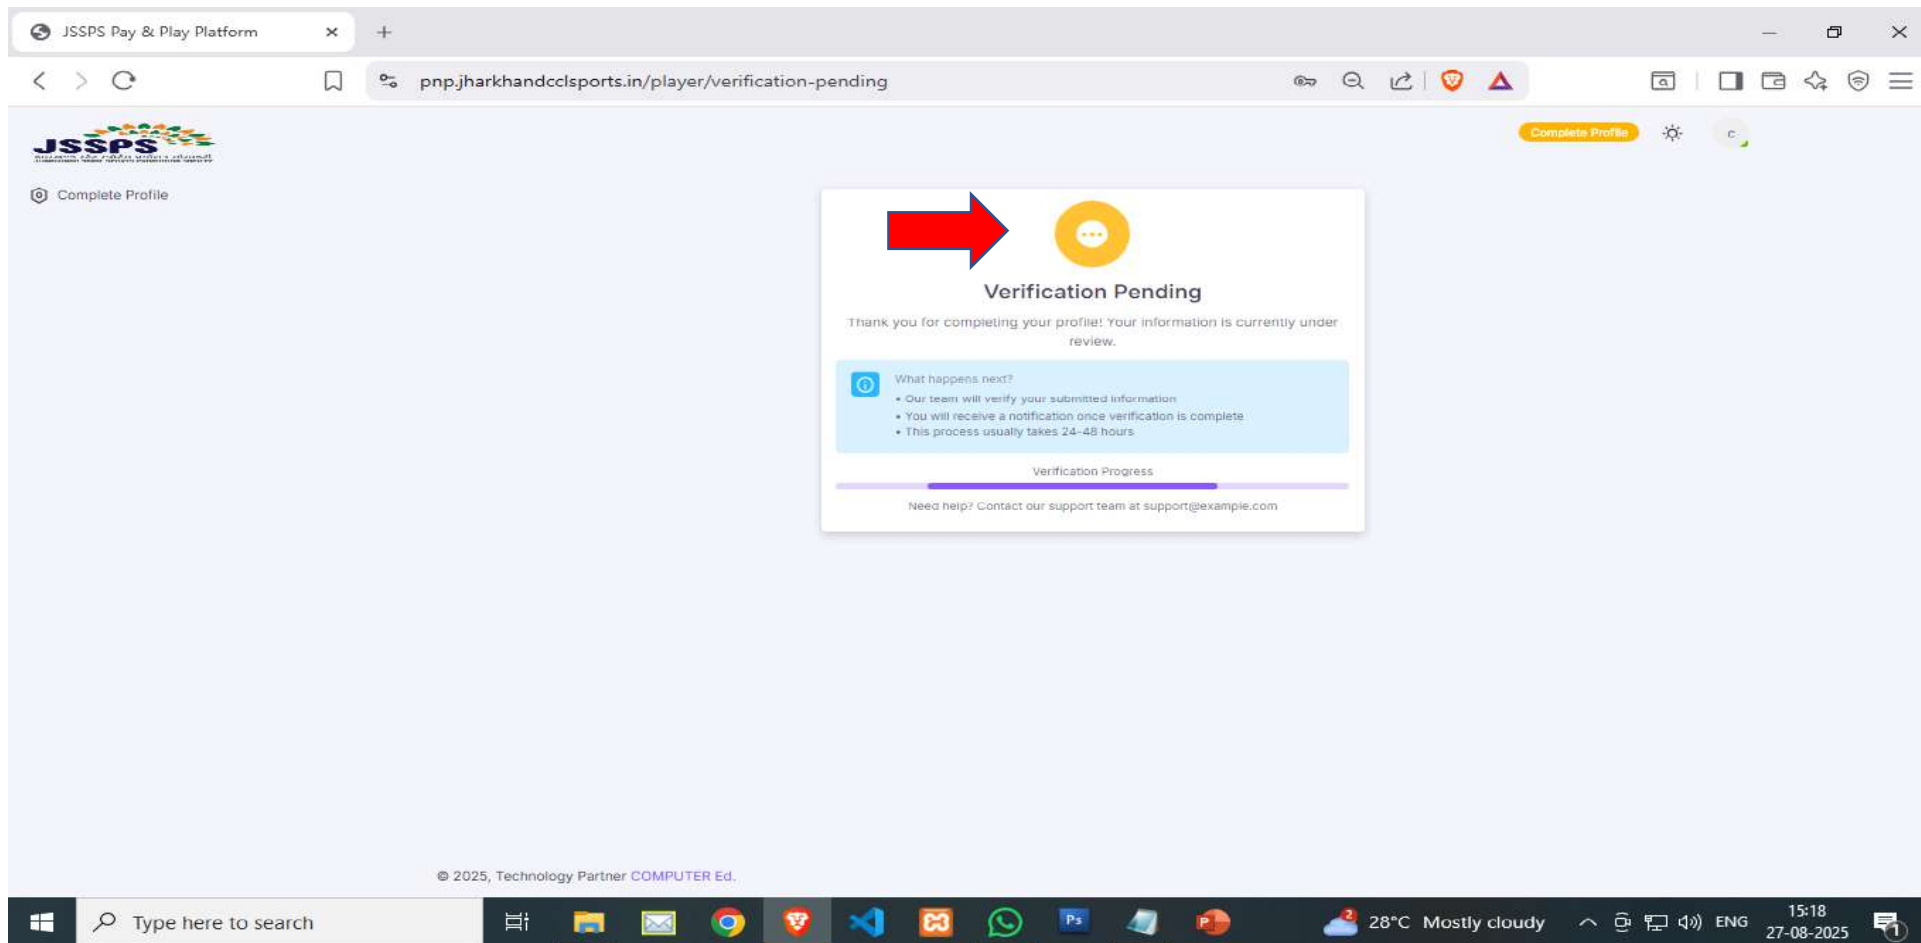 JSSPS Pay & Play Platform
pnp.jharkhandcclsports.in/player/verification-pending
JSSPS
Complete Profile
c
Complete Profile
Verification Pending
Thank you for completing your profile! Your information is currently under
review.
What happens next?
• Our team will verify your submitted information
• You will receive a notification once verification is complete
• This process usually takes 24-48 hours
Verification Progress
Need help? Contact our support team at support@example.com
© 2025, Technology Partner COMPUTER Ed.
Type here to search
Ps
2
28°C Mostly cloudy
ENG
15:18
27-08-2025
1